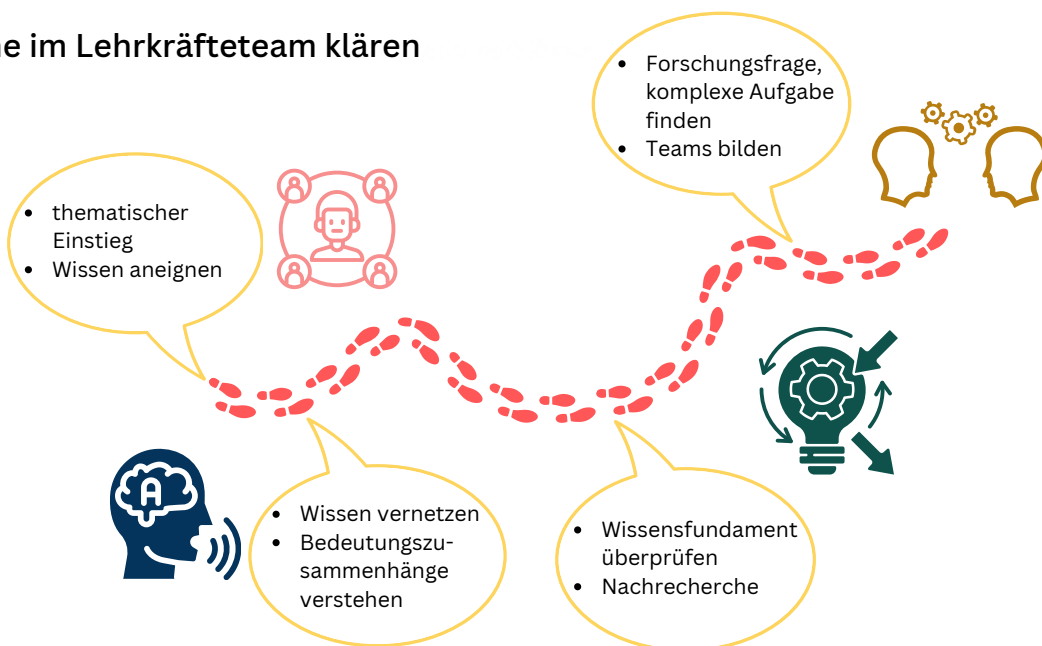 im Lehrkräfteteam klären
• Forschungsfrage,
komplexe Aufgabe
finden
• Teams bilden
• thematischer
Einstieg
• Wissen aneignen
A
• Wissen vernetzen
• Bedeutungszu-
sammenhänge
verstehen
• Wissensfundament
überprüfen
• Nachrecherche